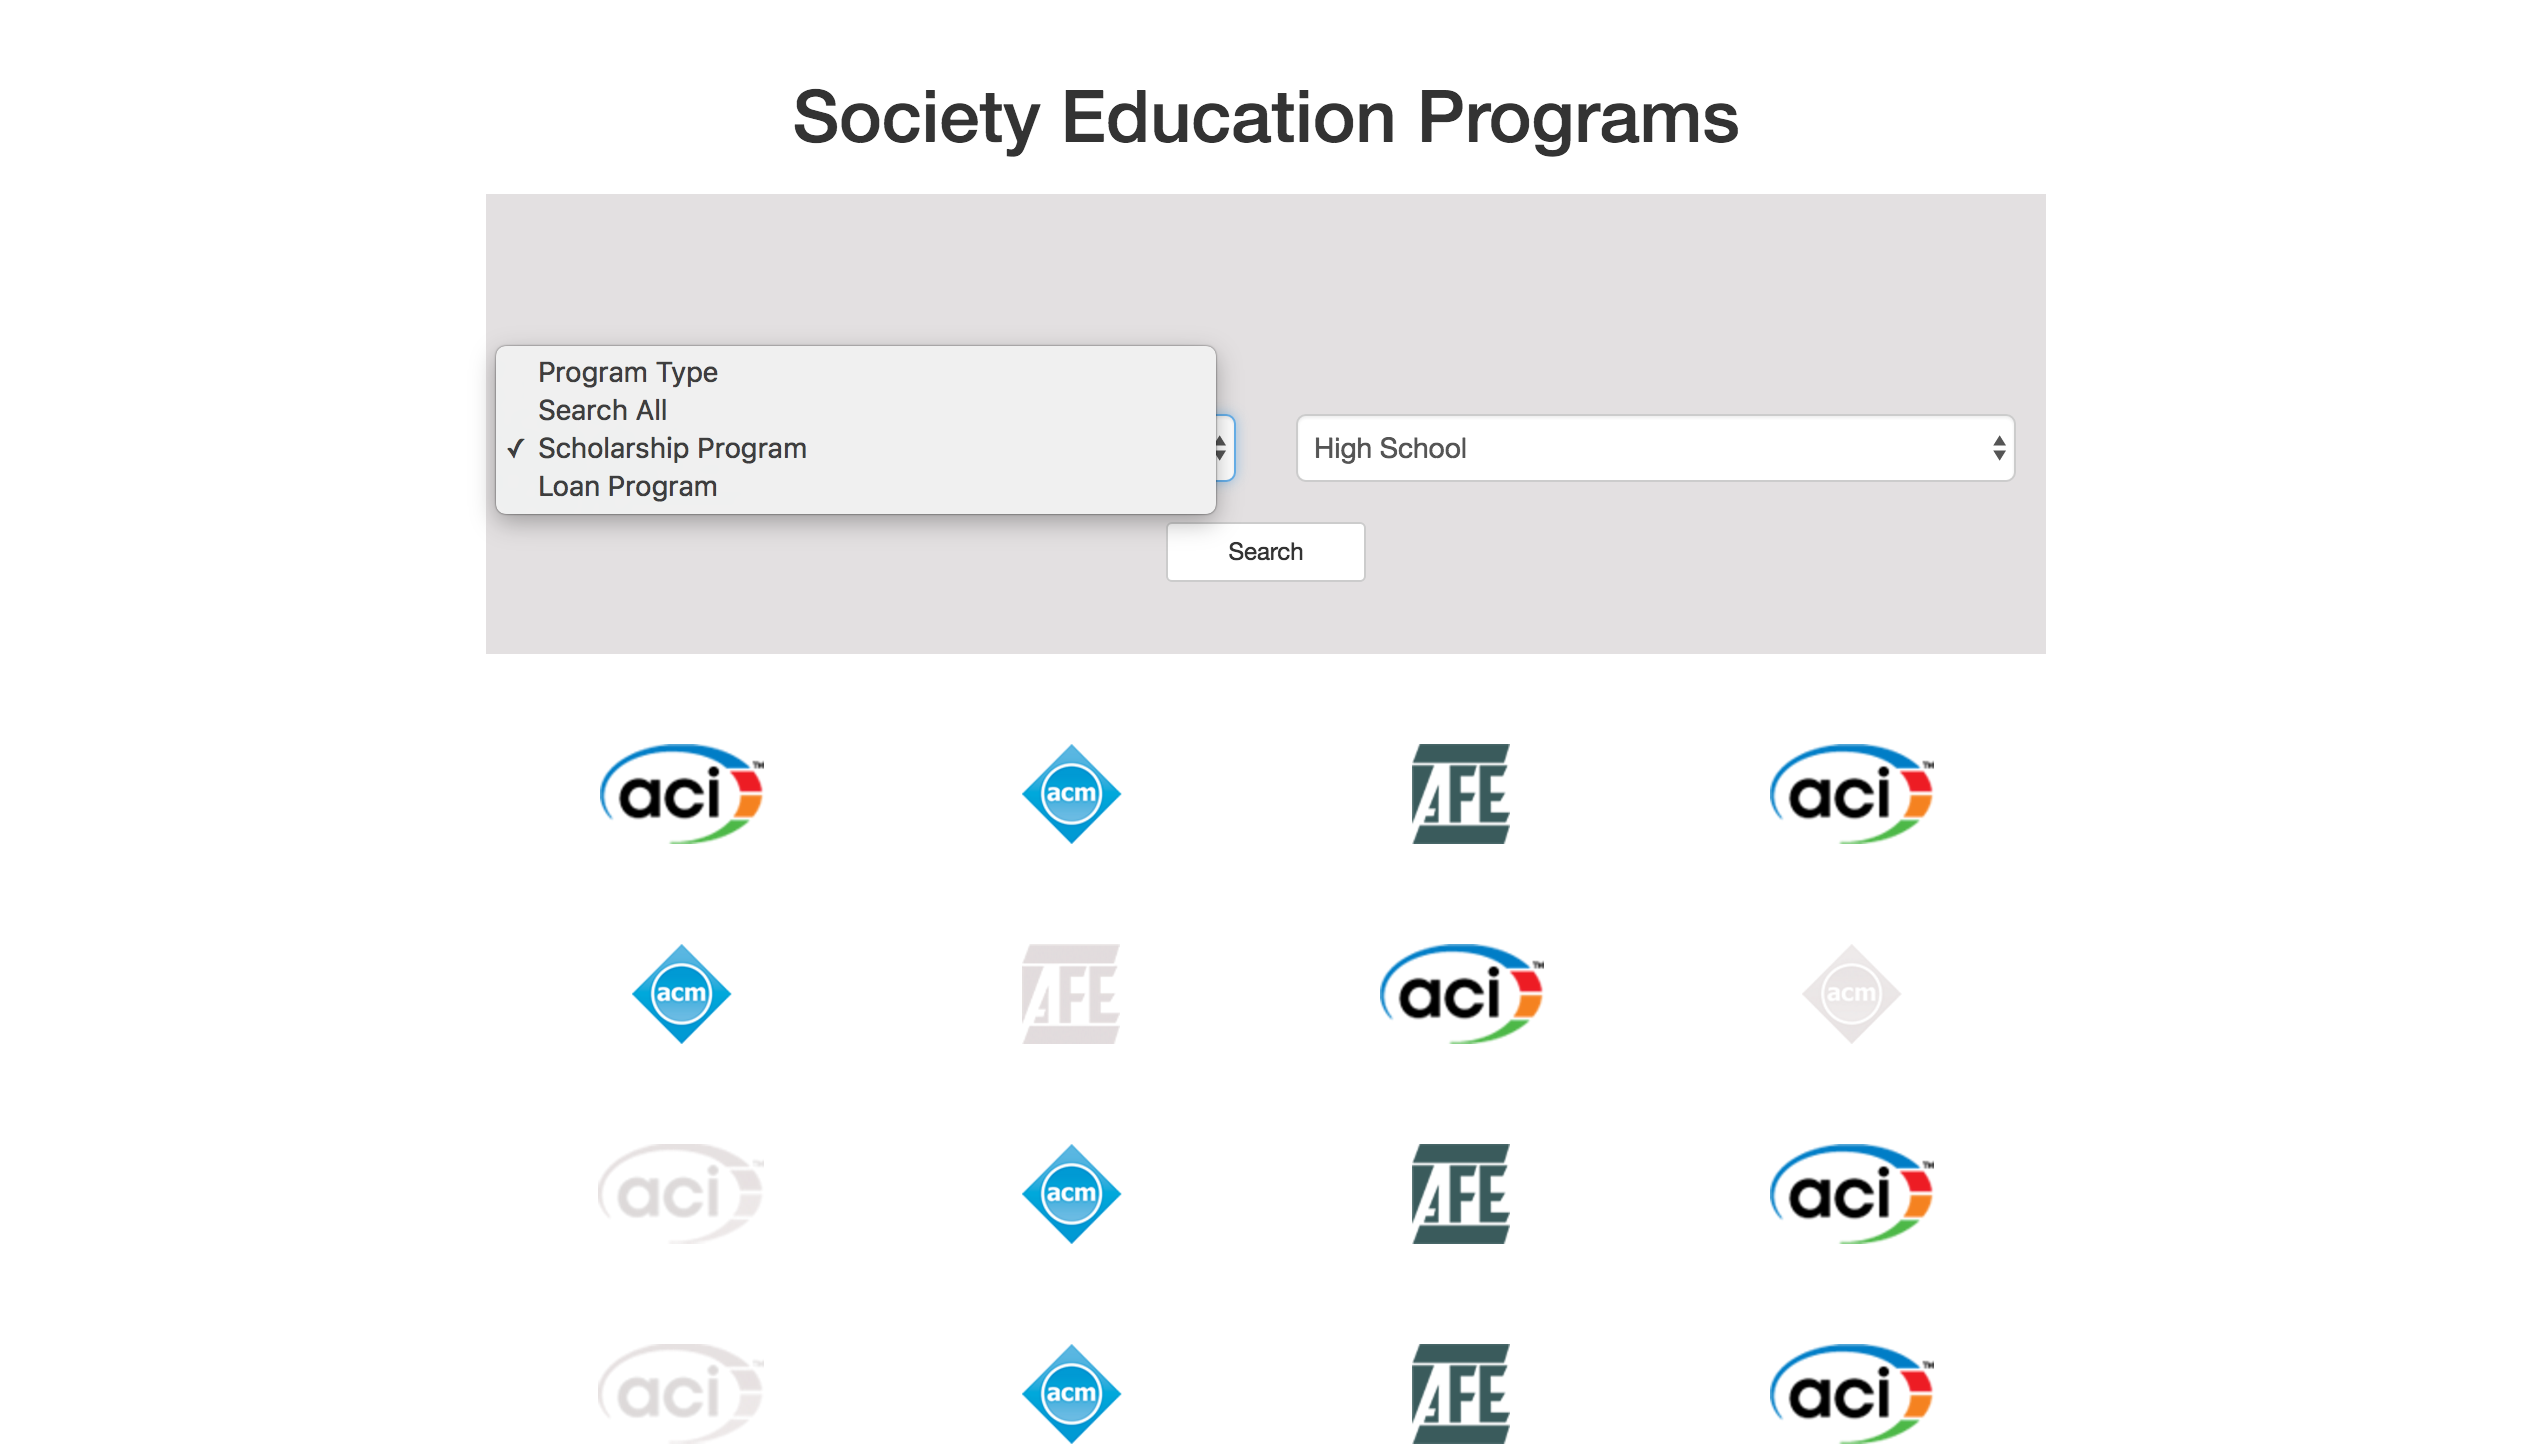 Society Education Programs
Program Type
Search All
✓ Scholarship Program
Loan Program
High School
Search
aci™
acm
AFE
aci™
acm
AFE
aci™
acm
aci™
acm
AFE
aci™
aci™
acm
AFE
aci™